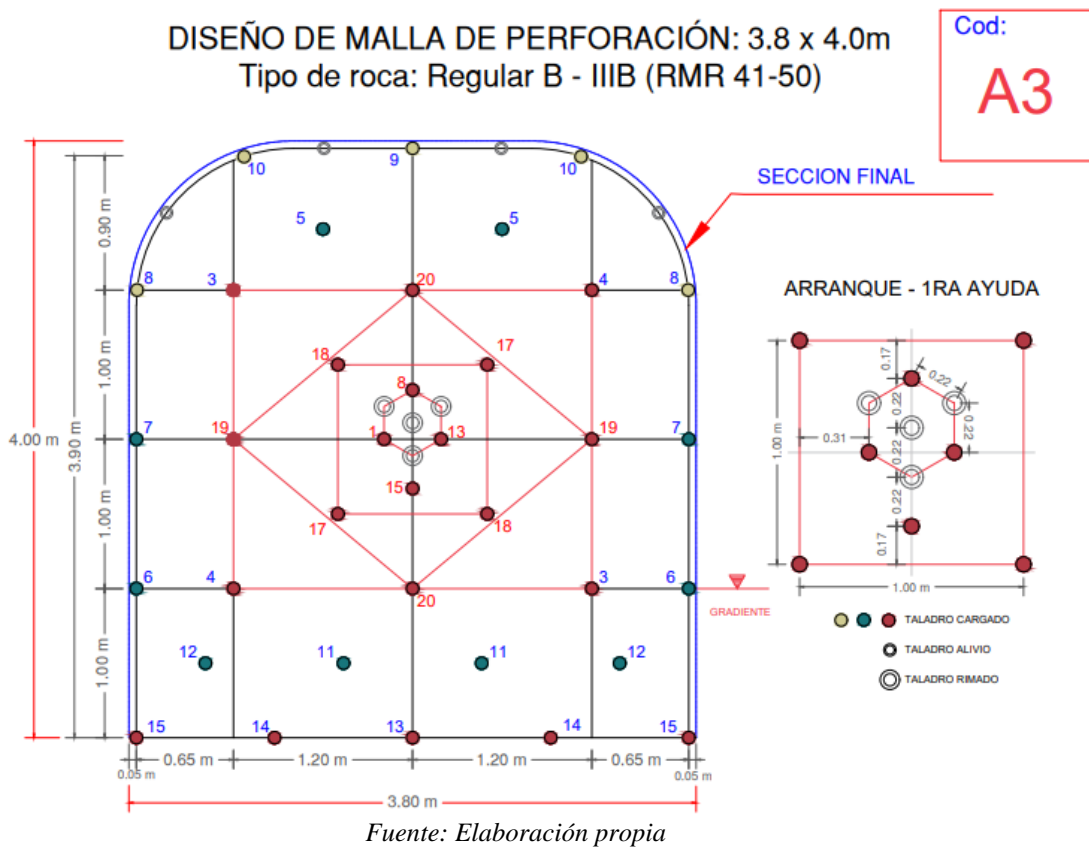 DISEÑO DE MALLA DE PERFORACIÓN: 3.8 x 4.0m
Tipo de roca: Regular B - IIIB (RMR 41-50)
Cod:
A3
SECCION FINAL
10
9
10
5
5
8
3
20
4
8
18
17
8
7
19
1
13
19
7
15
17
18
6
4
20
3
6
GRADIENTE
12
11
11
12
15
14
13
14
15
4.00 m
3.90 m
0.90 m
1.00 m
1.00 m
1.00 m
0.65 m
1.20 m
1.20 m
0.65 m
0.05 m
0.05 m
3.80 m
ARRANQUE - 1RA AYUDA
0.17
0.22
0.22
0.22
0.22
0.31
0.22
0.17
1.00 m
1.00 m
TALADRO CARGADO
TALADRO ALIVIO
TALADRO RIMADO
Fuente: Elaboración propia